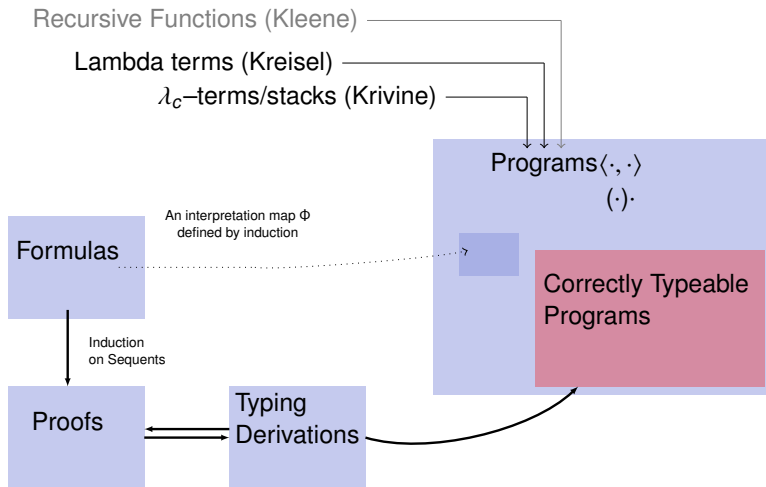 Recursive Functions (Kleene)
Lambda terms (Kreisel)
λc–terms/stacks (Krivine)
Programs⟨·, ·⟩
(·)·
An interpretation map Φ
defined by induction
Formulas
Correctly Typeable
Programs
Induction
on Sequents
Proofs
Typing
Derivations